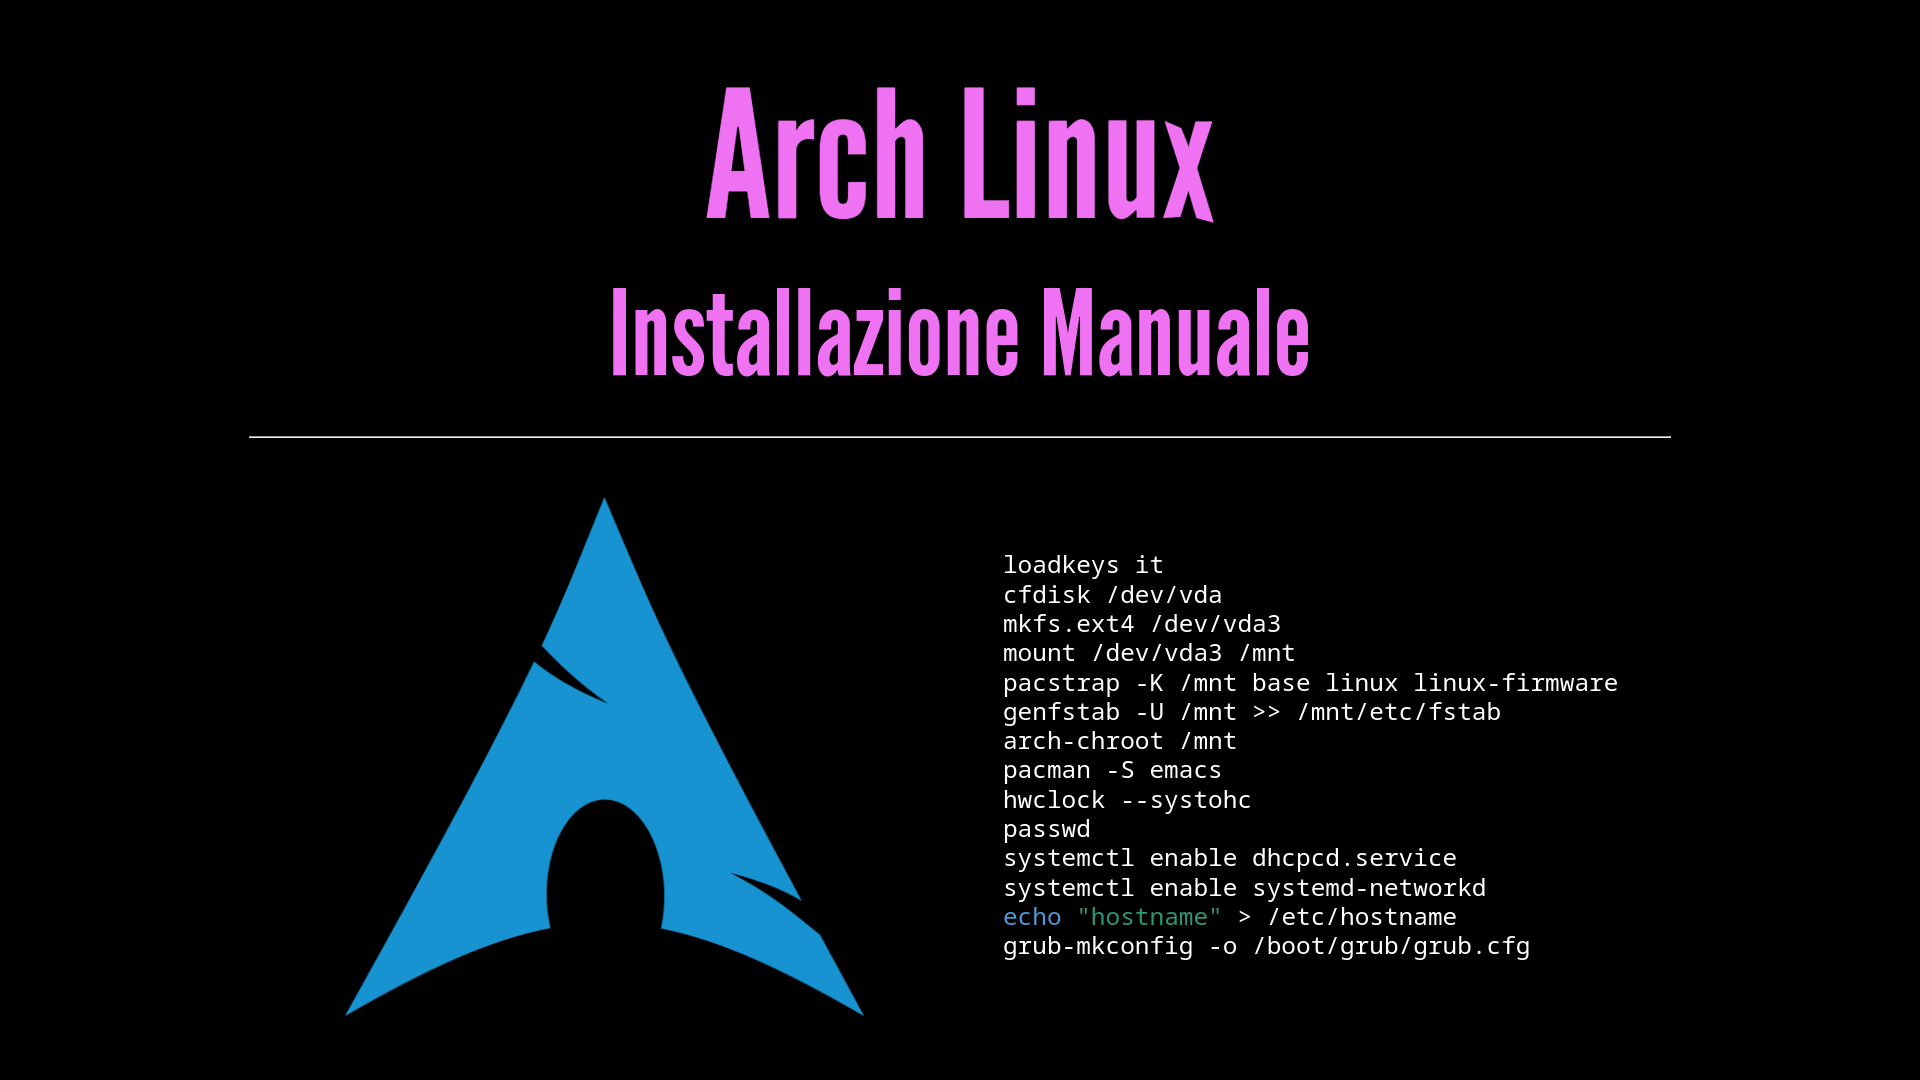 Arch Linux
Installazione Manuale
loadkeys it
cfdisk /dev/vda
mkfs.ext4 /dev/vda3
mount /dev/vda3 /mnt
pacstrap -K /mnt base linux linux-firmware
genfstab -U /mnt >> /mnt/etc/fstab
arch-chroot /mnt
pacman -S emacs
hwclock --systohc
passwd
systemctl enable dhcpcd.service
systemctl enable systemd-networkd
echo "hostname" > /etc/hostname
grub-mkconfig -o /boot/grub/grub.cfg